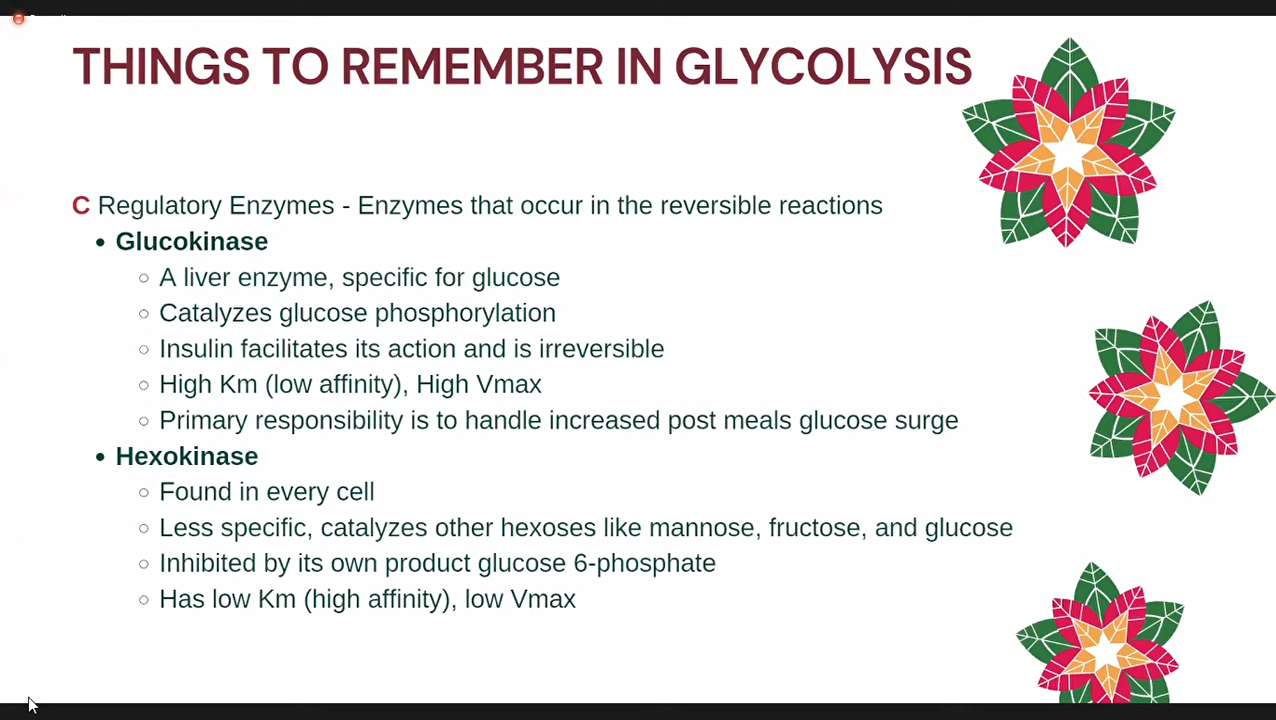 THINGS TO REMEMBER IN GLYCOLYSIS
C Regulatory Enzymes - Enzymes that occur in the reversible reactions
• Glucokinase
○ A liver enzyme, specific for glucose
○ Catalyzes glucose phosphorylation
○ Insulin facilitates its action and is irreversible
○ High Km (low affinity), High Vmax
○ Primary responsibility is to handle increased post meals glucose surge
• Hexokinase
○ Found in every cell
○ Less specific, catalyzes other hexoses like mannose, fructose, and glucose
○ Inhibited by its own product glucose 6-phosphate
○ Has low Km (high affinity), low Vmax